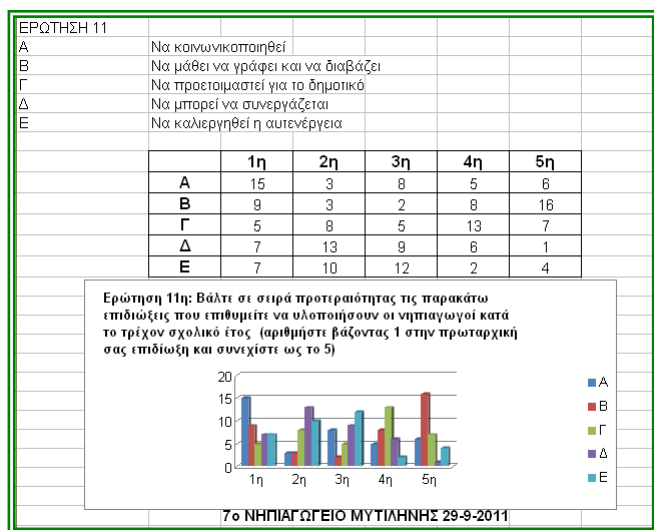 ΕΡΩΤΗΣΗ 11
Α Να κοινωνικοποιηθεί
Β Να μάθει να γράφει και να διαβάζει
Γ Να προετοιμαστεί για το δημοτικό
Δ Να μπορεί να συνεργάζεται
Ε Να καλιεργηθεί η αυτενέργεια
1η 2η 3η 4η 5η
Α 15 3 8 5 6
Β 9 3 2 8 16
Γ 5 8 5 13 7
Δ 7 13 9 6 1
Ε 7 10 12 2 4
Ερώτηση 11η: Βάλτε σε σειρά προτεραιότητας τις παρακάτω
επιδιώξεις που επιθυμείτε να υλοποιήσουν οι νηπιαγωγοί κατά
το τρέχον σχολικό έτος (αριθμήστε βάζοντας 1 στην πρωταρχική
σας επιδίωξη και συνεχίστε ως το 5)
20
15
10
5
0
1η 2η 3η 4η 5η
Α
Β
Γ
Δ
Ε
7ο ΝΗΠΙΑΓΩΓΕΙΟ ΜΥΤΙΛΗΝΗΣ 29-9-2011